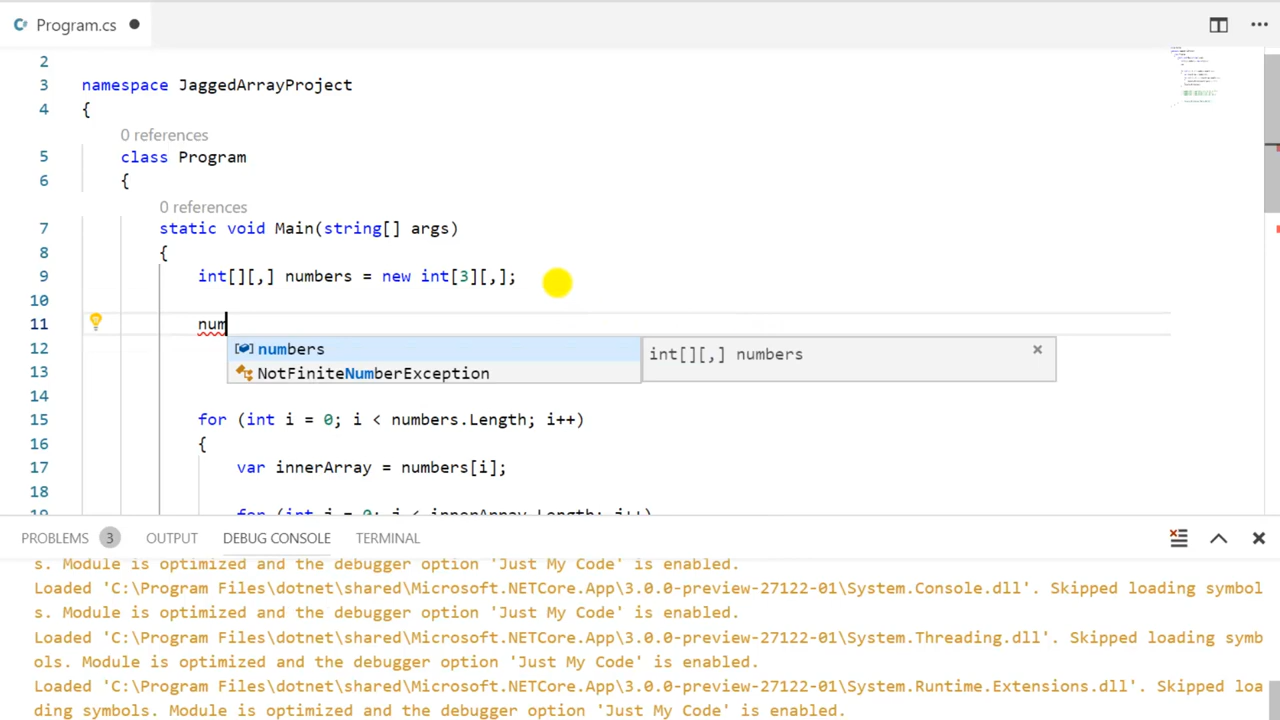 Program.cs
2
3 namespace JaggedArrayProject
4 {
0 references
5 class Program
6 {
0 references
7 static void Main(string[] args)
8 {
9 int[][,] numbers = new int[3][,];
10
11 num
numbers
int[][,] numbers
12
NotFiniteNumberException
13
14
15 for (int i = 0; i < numbers.Length; i++)
16 {
17 var innerArray = numbers[i];
18
19 for (int j = 0; j < innerArray.Length; j++)
PROBLEMS 3 OUTPUT DEBUG CONSOLE TERMINAL
s. Module is optimized and the debugger option 'Just My Code' is enabled.
Loaded 'C:\Program Files\dotnet\shared\Microsoft.NETCore.App\3.0.0-preview-27122-01\System.Console.dll'. Skipped loading symbol
s. Module is optimized and the debugger option 'Just My Code' is enabled.
Loaded 'C:\Program Files\dotnet\shared\Microsoft.NETCore.App\3.0.0-preview-27122-01\System.Threading.dll'. Skipped loading symb
ols. Module is optimized and the debugger option 'Just My Code' is enabled.
Loaded 'C:\Program Files\dotnet\shared\Microsoft.NETCore.App\3.0.0-preview-27122-01\System.Runtime.Extensions.dll'. Skipped loa
ding symbols. Module is optimized and the debugger option 'Just My Code' is enabled.